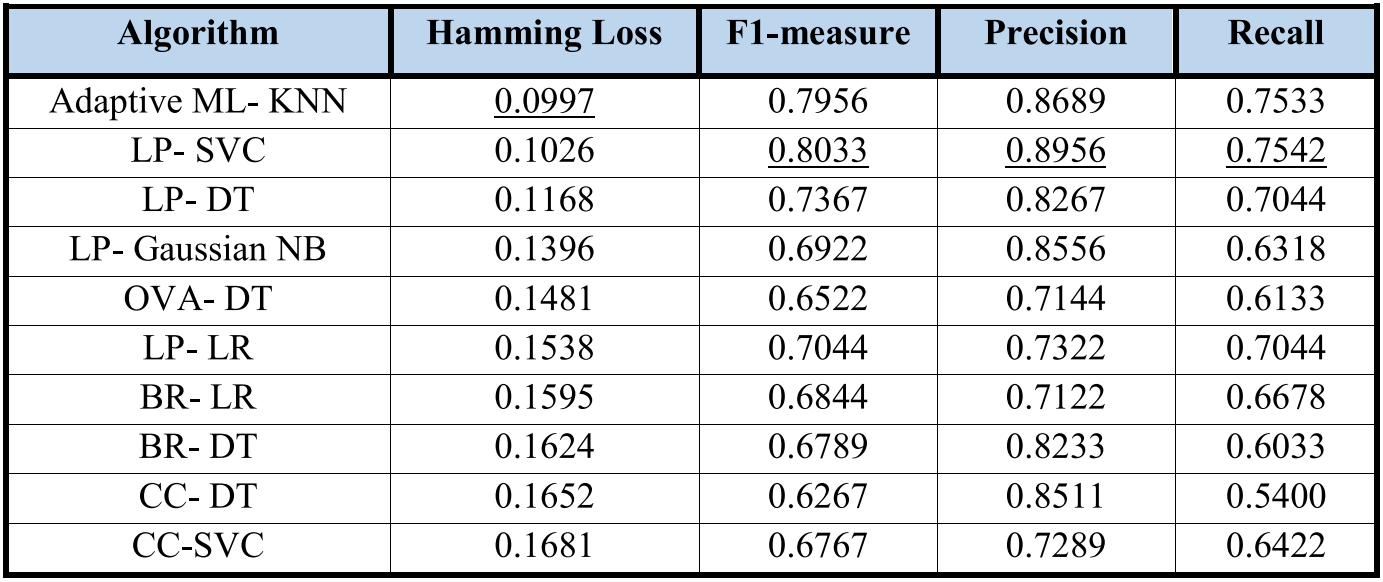 Algorithm Hamming Loss F1-measure Precision Recall
Adaptive ML- KNN 0.0997 0.7956 0.8689 0.7533
LP- SVC 0.1026 0.8033 0.8956 0.7542
LP- DT 0.1168 0.7367 0.8267 0.7044
LP- Gaussian NB 0.1396 0.6922 0.8556 0.6318
OVA- DT 0.1481 0.6522 0.7144 0.6133
LP- LR 0.1538 0.7044 0.7322 0.7044
BR- LR 0.1595 0.6844 0.7122 0.6678
BR- DT 0.1624 0.6789 0.8233 0.6033
CC- DT 0.1652 0.6267 0.8511 0.5400
CC-SVC 0.1681 0.6767 0.7289 0.6422